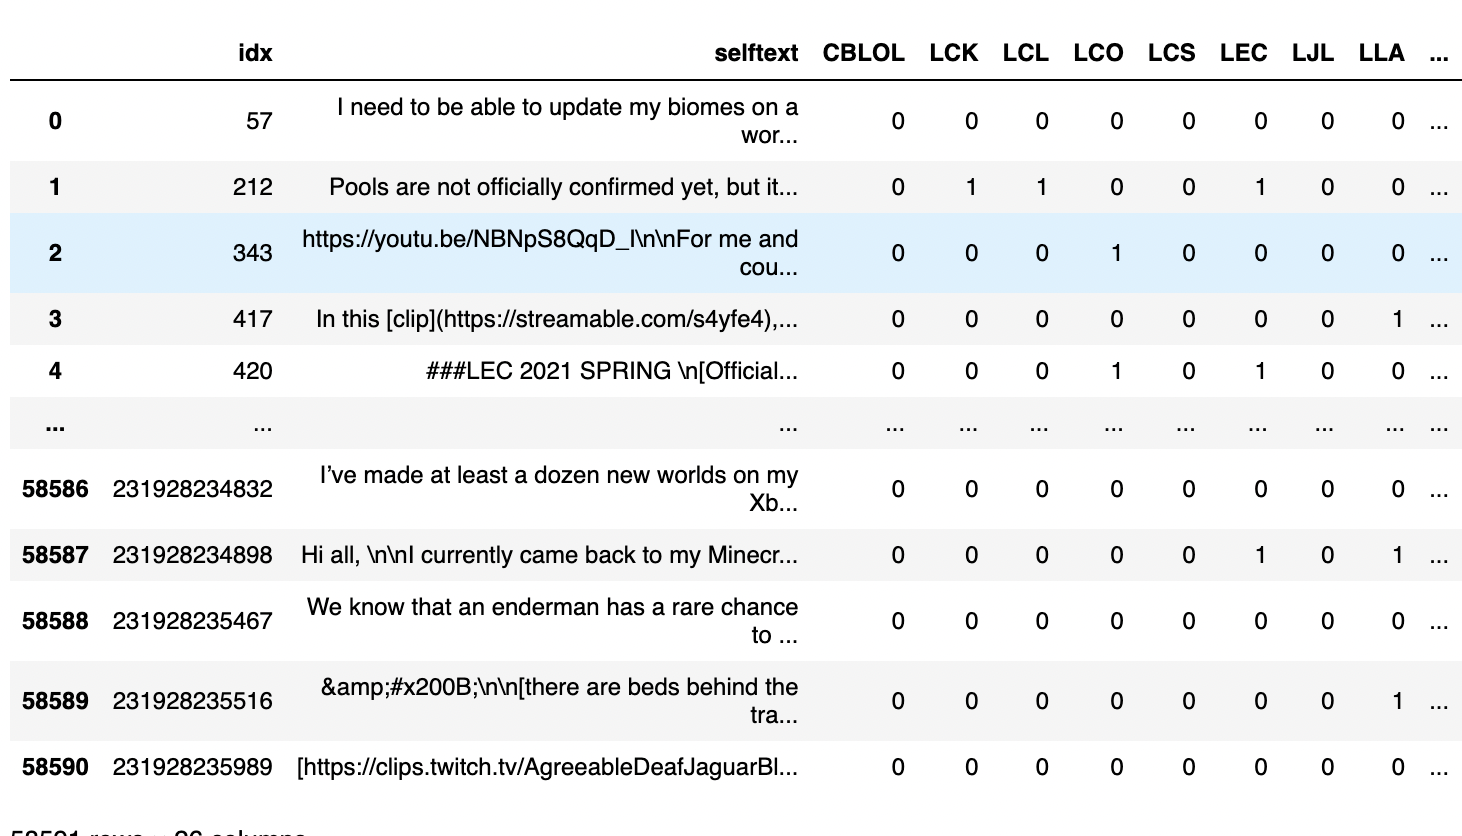 idx selftext CBLOL LCK LCL LCO LCS LEC LJL LLA ...
0 57 I need to be able to update my biomes on a
wor... 0 0 0 0 0 0 0 0 ...
1 212 Pools are not officially confirmed yet, but it... 0 1 1 0 0 1 0 0 ...
2 343 https://youtu.be/NBNpS8QqD_I\n\nFor me and
cou... 0 0 0 1 0 0 0 0 ...
3 417 In this [clip](https://streamable.com/s4yfe4),... 0 0 0 0 0 0 0 1 ...
4 420 ###LEC 2021 SPRING \n[Official... 0 0 0 1 0 1 0 0 ...
... ... ... ... ... ... ... ... ... ... ... ...
58586 231928234832 I’ve made at least a dozen new worlds on my
Xb... 0 0 0 0 0 0 0 0 ...
58587 231928234898 Hi all, \n\nI currently came back to my Minecr... 0 0 0 0 0 1 0 1 ...
58588 231928235467 We know that an enderman has a rare chance
to ... 0 0 0 0 0 0 0 0 ...
58589 231928235516 &amp;#x200B;\n\n[there are beds behind the
tra... 0 0 0 0 0 0 0 1 ...
58590 231928235989 [https://clips.twitch.tv/AgreeableDeafJaguarBl... 0 0 0 0 0 0 0 0 ...
58591 rows × 26 columns